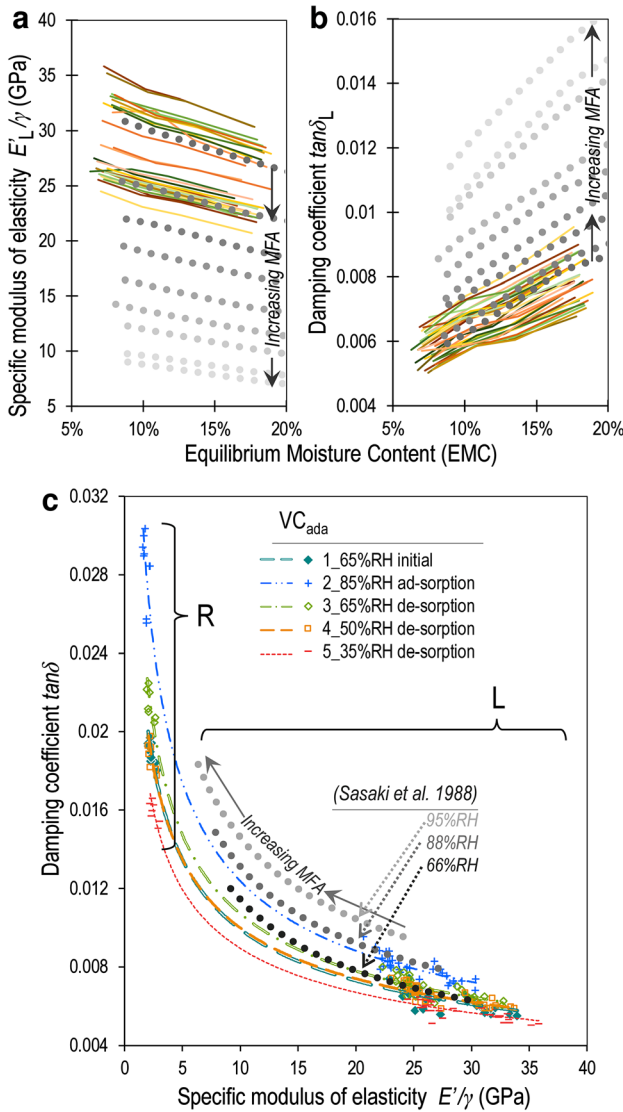 a
Specific modulus of elasticity E'L /γ (GPa)
40
35
30
25
20
15
10
5
5%
10%
15%
20%
Increasing MFA
b
Damping coefficient tanδL
0.016
0.014
0.012
0.01
0.008
0.006
0.004
5%
10%
15%
20%
Increasing MFA
Equilibrium Moisture Content (EMC)
c
Damping coefficient tanδ
0.032
0.028
0.024
0.02
0.016
0.012
0.008
0.004
VCada
1_65%RH initial
2_85%RH ad-sorption
3_65%RH de-sorption
4_50%RH de-sorption
5_35%RH de-sorption
R
L
(Sasaki et al. 1988)
95%RH
88%RH
66%RH
Increasing MFA
0
5
10
15
20
25
30
35
40
Specific modulus of elasticity E'/γ (GPa)